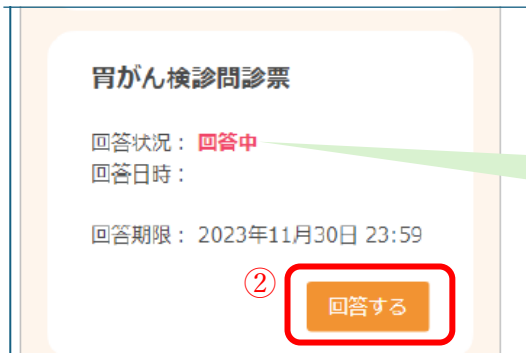 胃がん検診問診票
回答状況： 回答中
回答日時：
回答期限： 2023年11月30日 23:59
②
回答する